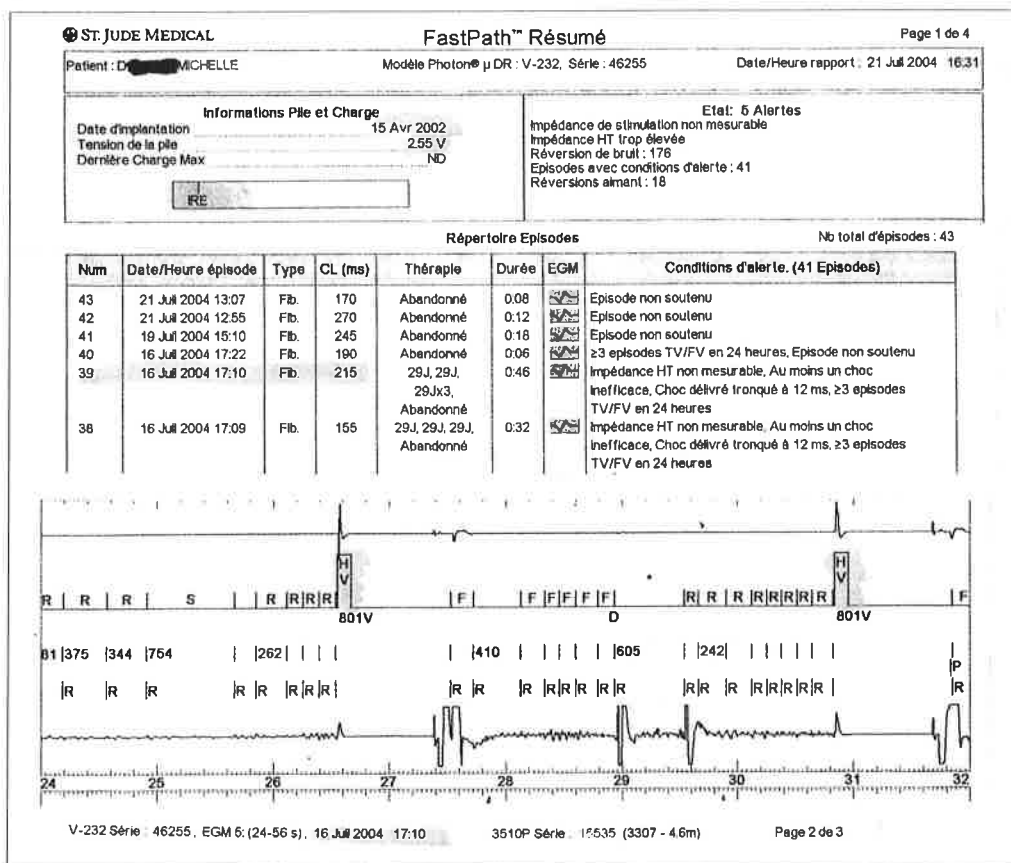 ST. JUDE MEDICAL
FastPath™ Résumé
Page 1 de 4
Patient : D MICHELLE
Modèle Photon® µ DR : V-232, Série : 46255
Date/Heure rapport : 21 Juil 2004 16:31
Informations Pile et Charge
Date d'implantation 15 Avr 2002
Tension de la pile 2.55 V
Dernière Charge Max ND
IRE
Etat: 5 Alertes
Impédance de stimulation non mesurable
Impédance HT trop élevée
Réversion de bruit : 176
Episodes avec conditions d'alerte : 41
Réversions aimant : 18
Répertoire Episodes
Nb total d'épisodes : 43
Num Date/Heure épisode Type CL (ms) Thérapie Durée EGM Conditions d'alerte. (41 Episodes)
43 21 Juil 2004 13:07 Fib. 170 Abandonné 0:08 Episode non soutenu
42 21 Juil 2004 12:55 Fib. 270 Abandonné 0:12 Episode non soutenu
41 19 Juil 2004 15:10 Fib. 245 Abandonné 0:18 Episode non soutenu
40 16 Juil 2004 17:22 Fib. 190 Abandonné 0:06 ≥3 episodes TV/FV en 24 heures, Episode non soutenu
39 16 Juil 2004 17:10 Fib. 215 29J, 29J, 0:46 Impédance HT non mesurable, Au moins un choc
29Jx3, inefficace, Choc délivré tronqué à 12 ms, ≥3 episodes
Abandonné TV/FV en 24 heures
38 16 Juil 2004 17:09 Fib. 155 29J, 29J, 29J, 0:32 Impédance HT non mesurable, Au moins un choc
Abandonné inefficace, Choc délivré tronqué à 12 ms, ≥3 episodes
TV/FV en 24 heures
HV HV
R R R S R R R R F F F F F F R R R R R R R R F
801V D 801V
81 375 344 754 262 410 605 242
P
R R R R R R R R R R R R R R R R R R R R R R R R R R
24 25 26 27 28 29 30 31 32
V-232 Série : 46255, EGM 5: (24-56 s), 16 Juil 2004 17:10
3510P Série : 15535 (3307 - 4.6m)
Page 2 de 3